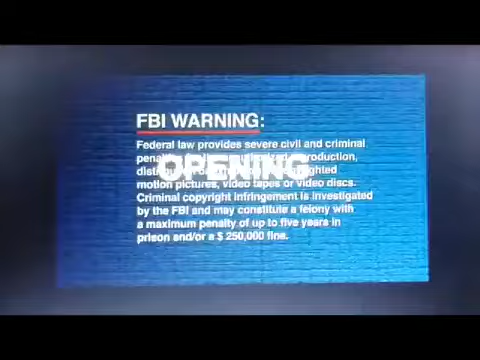 FBI WARNING:
Federal law provides severe civil and criminal
OPENING
motion pictures, video tapes or video discs.
Criminal copyright infringement is investigated
by the FBI and may constitute a felony with
a maximum penalty of up to five years in
prison and/or a $ 250,000 fine.